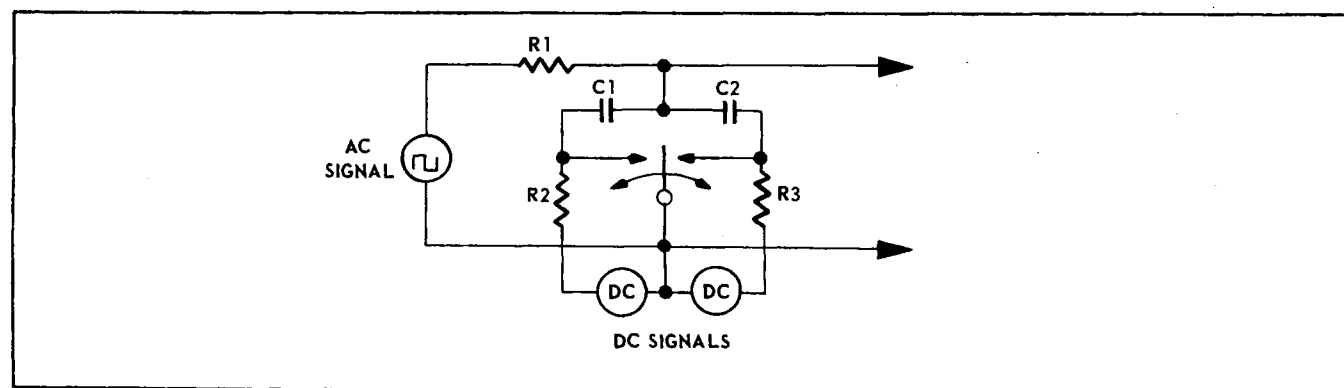 R1
C1
C2
AC
SIGNAL
R2
R3
DC
DC
DC SIGNALS